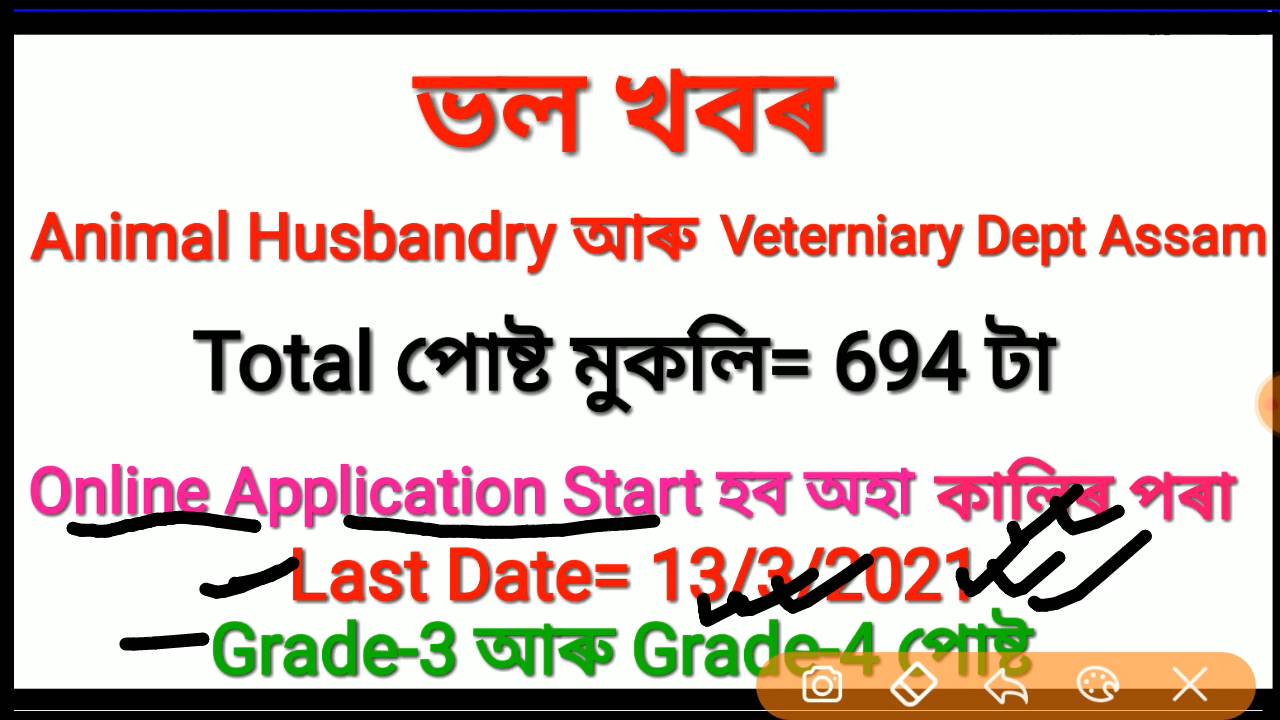 ভল খবৰ
Animal Husbandry আৰু Veterniary Dept Assam
Total পোষ্ট মুকলি= 694 টা
Online Application Start হব অহা কালিৰ পৰা
Last Date= 13/3/2021
Grade-3 আৰু Grade-4 পোষ্ট